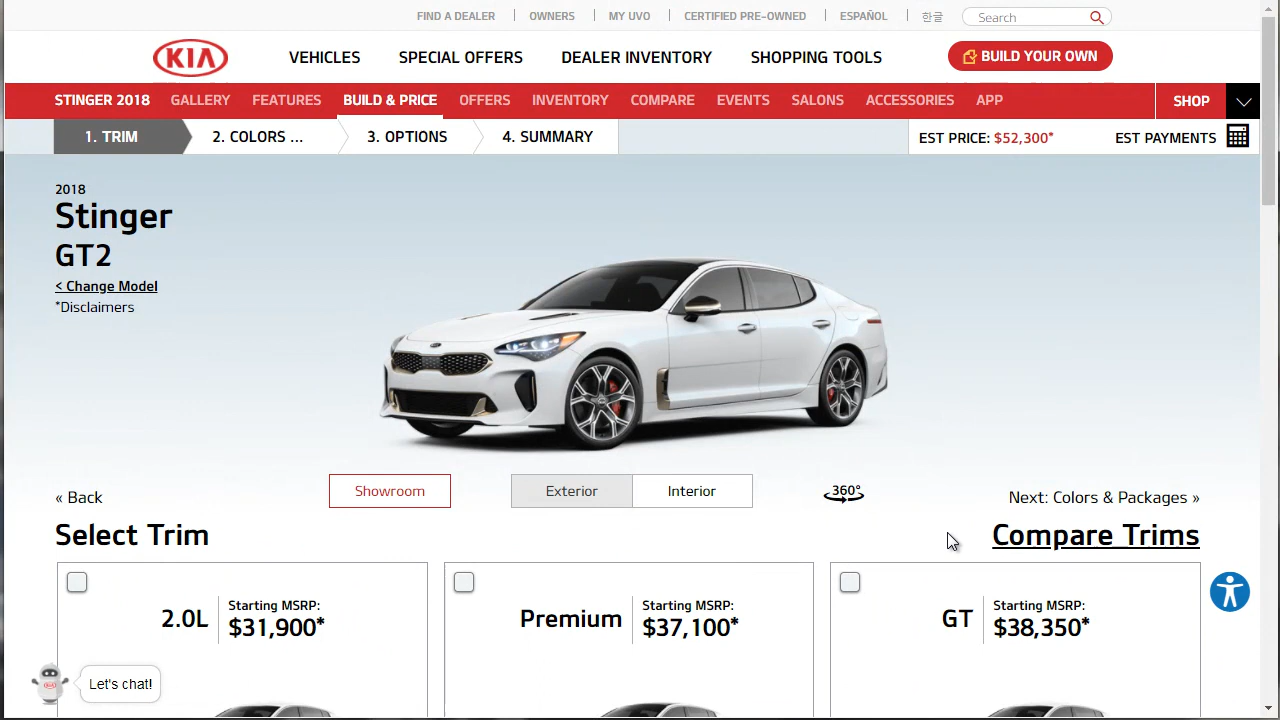 FIND A DEALER
OWNERS
MY UVO
CERTIFIED PRE-OWNED
ESPAÑOL
한글
Search
KIA
VEHICLES
SPECIAL OFFERS
DEALER INVENTORY
SHOPPING TOOLS
BUILD YOUR OWN
STINGER 2018
GALLERY
FEATURES
BUILD & PRICE
OFFERS
INVENTORY
COMPARE
EVENTS
SALONS
ACCESSORIES
APP
SHOP
1. TRIM
2. COLORS ...
3. OPTIONS
4. SUMMARY
EST PRICE: $52,300*
EST PAYMENTS
2018
Stinger
GT2
< Change Model
*Disclaimers
« Back
Showroom
Exterior
Interior
360°
Next: Colors & Packages »
Select Trim
Compare Trims
2.0L
Starting MSRP:
$31,900*
Premium
Starting MSRP:
$37,100*
GT
Starting MSRP:
$38,350*
Let's chat!